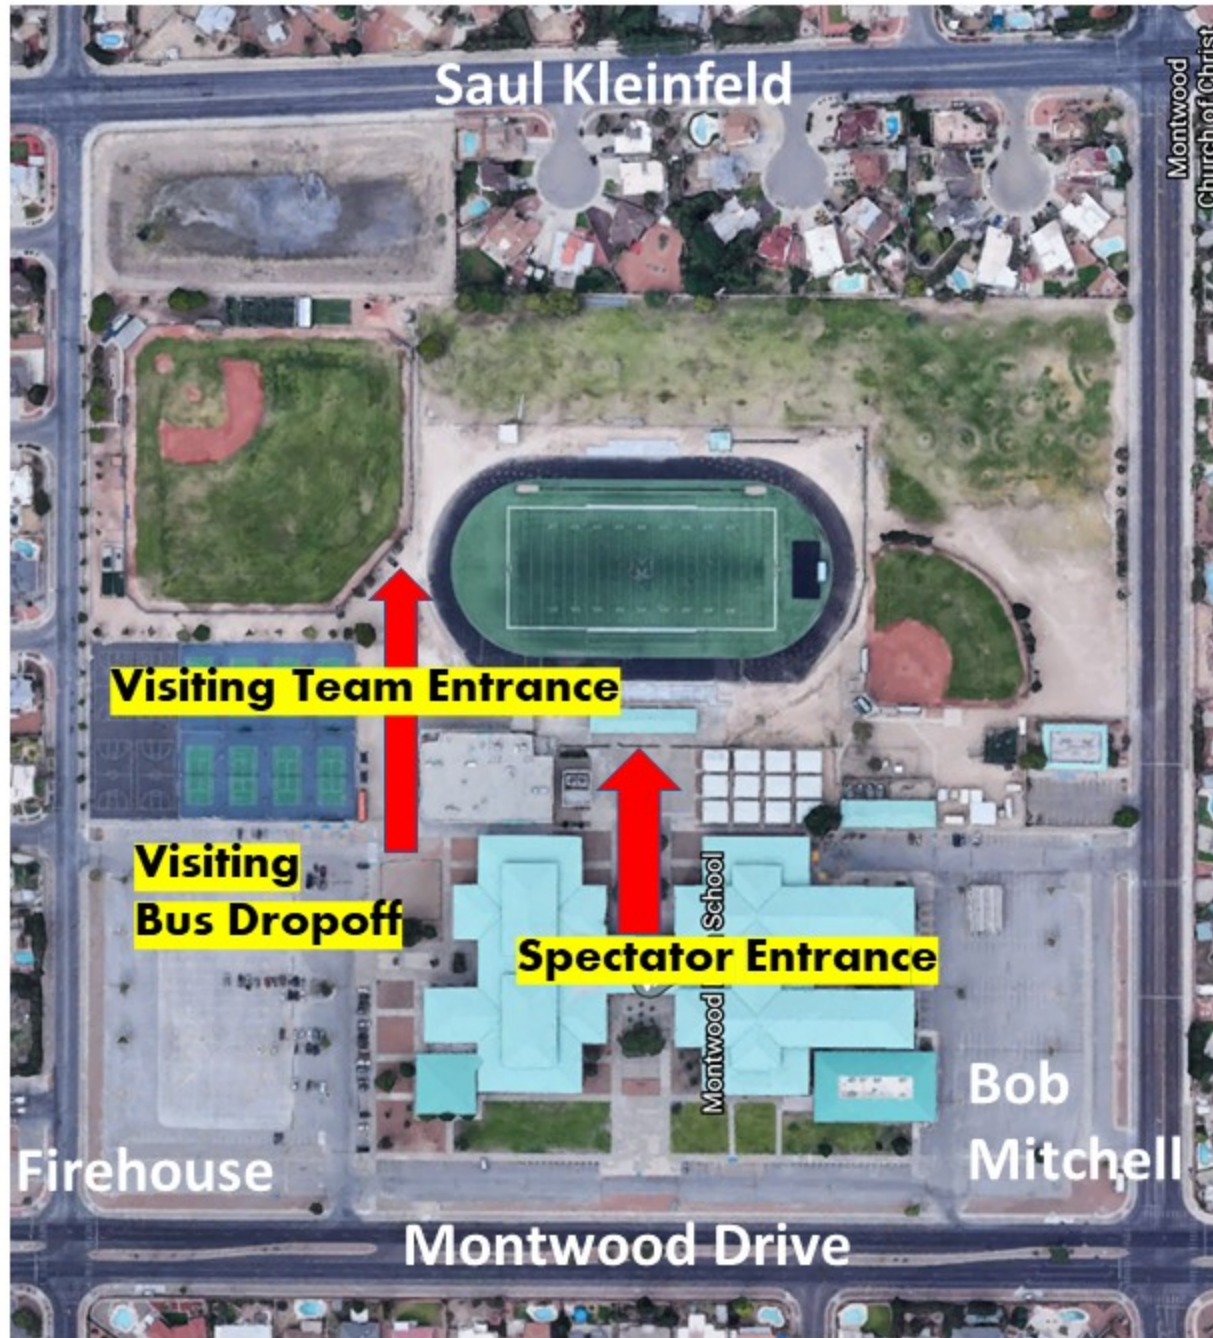 Saul Kleinfeld
Montwood
Church of Christ
Visiting Team Entrance
Visiting
Bus Dropoff
Spectator Entrance
Montwood
School
Bob
Mitchell
Firehouse
Montwood Drive